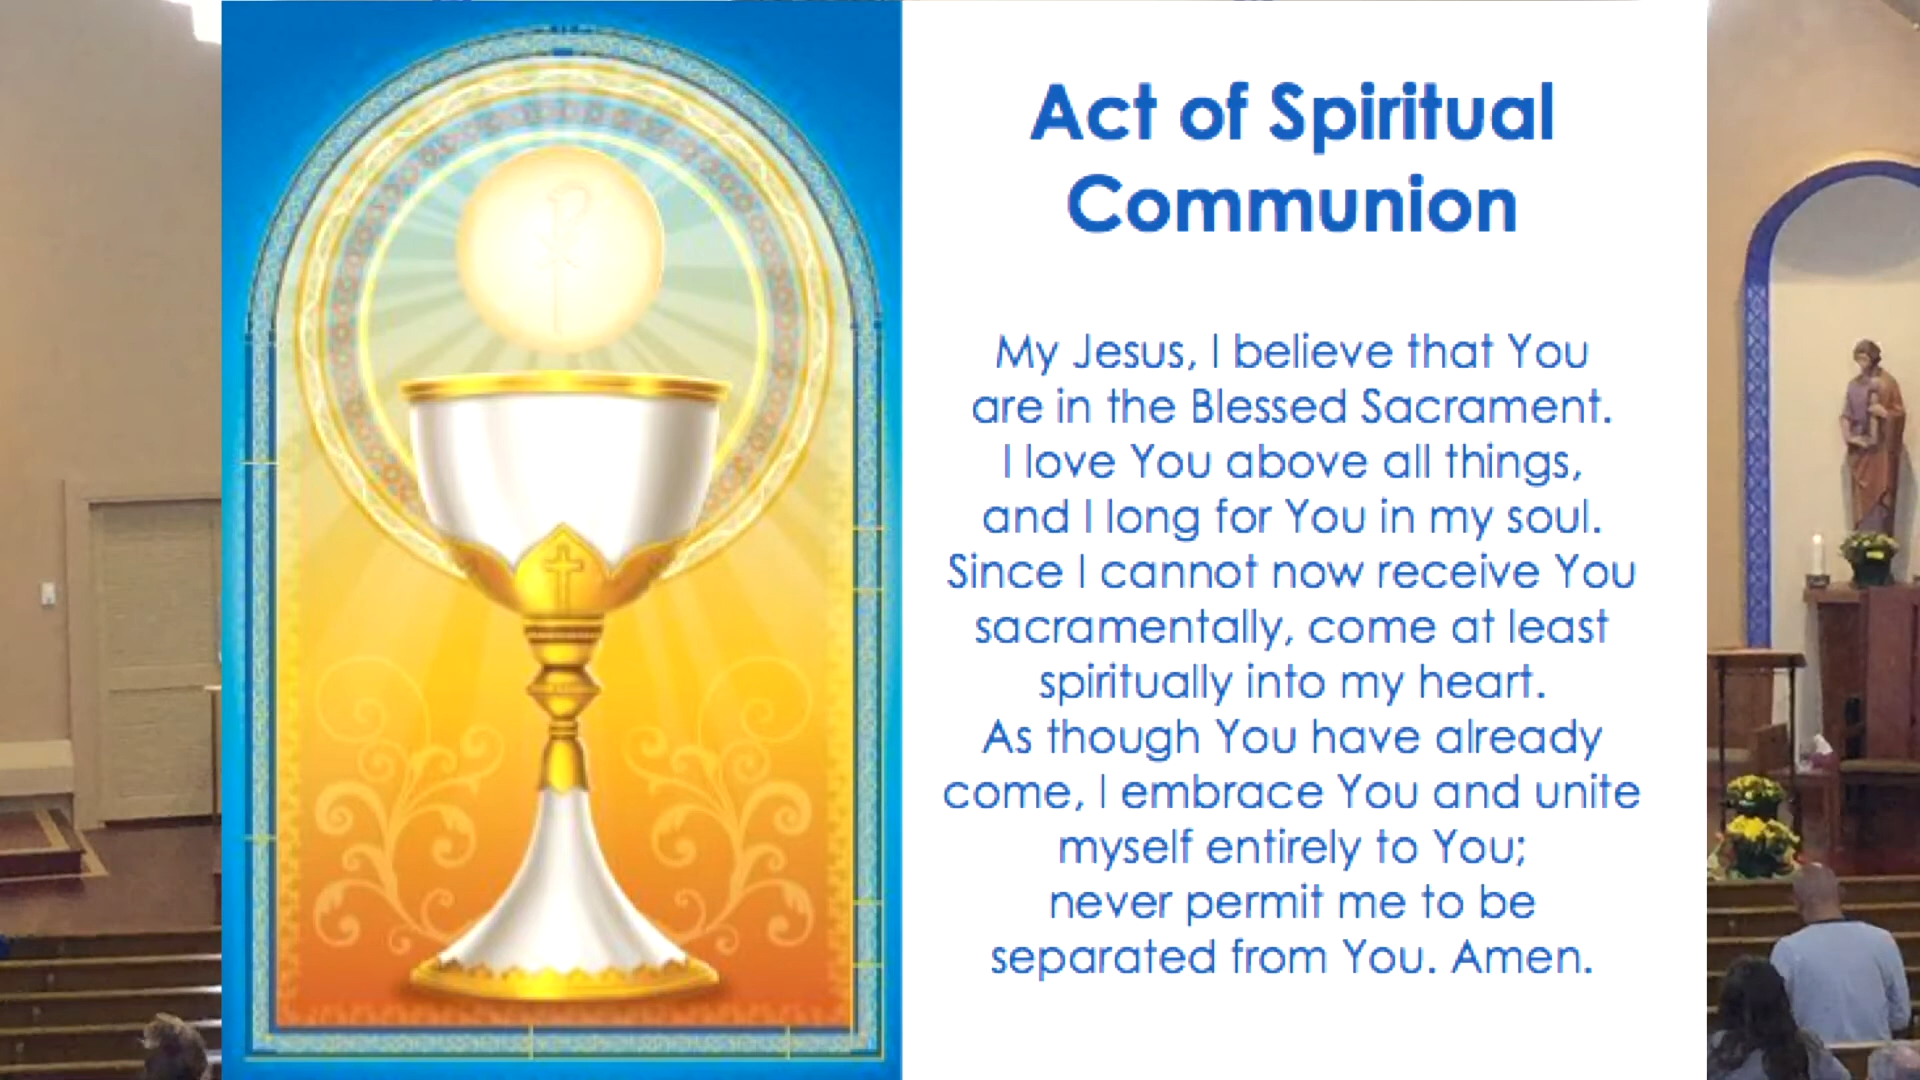 Act of Spiritual
Communion
My Jesus, I believe that You
are in the Blessed Sacrament.
I love You above all things,
and I long for You in my soul.
Since I cannot now receive You
sacramentally, come at least
spiritually into my heart.
As though You have already
come, I embrace You and unite
myself entirely to You;
never permit me to be
separated from You. Amen.